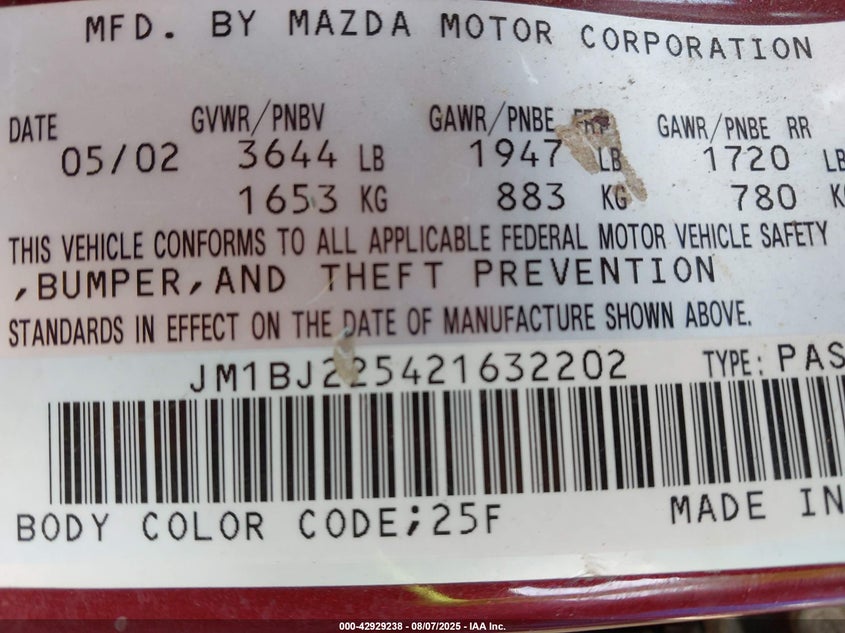 MFD. BY MAZDA MOTOR CORPORATION
DATE GVWR/PNBV GAWR/PNBE FRT GAWR/PNBE RR
05/02 3644 LB 1947 LB 1720 LB
1653 KG 883 KG 780 KG
THIS VEHICLE CONFORMS TO ALL APPLICABLE FEDERAL MOTOR VEHICLE SAFETY
,BUMPER,AND THEFT PREVENTION
STANDARDS IN EFFECT ON THE DATE OF MANUFACTURE SHOWN ABOVE.
JM1BJ225421632202 TYPE: PAS
BODY COLOR CODE;25F MADE IN
000-42929238 - 08/07/2025 - IAA Inc.